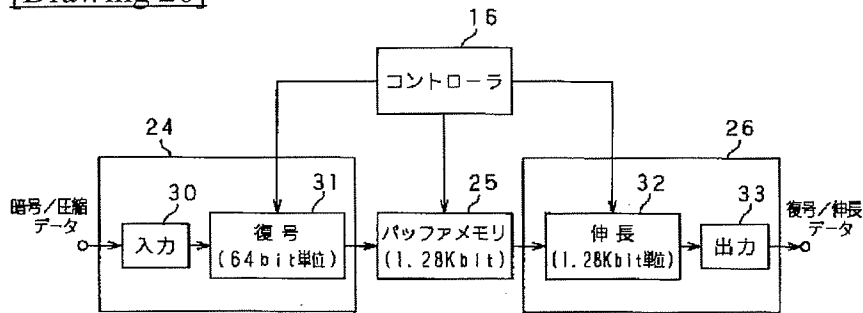 [Drawing 20]
16
コントローラ
24
26
暗号/圧縮
データ
30
入力
31
復号
(64bit単位)
25
バッファメモリ
(1.28Kbit)
32
伸長
(1.28Kbit単位)
33
出力
復号/伸長
データ